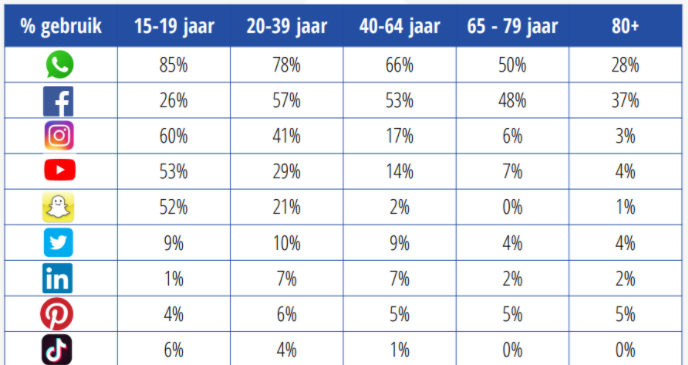 % gebruik 15-19 jaar 20-39 jaar 40-64 jaar 65 - 79 jaar 80+
85% 78% 66% 50% 28%
26% 57% 53% 48% 37%
60% 41% 17% 6% 3%
53% 29% 14% 7% 4%
52% 21% 2% 0% 1%
9% 10% 9% 4% 4%
in 1% 7% 7% 2% 2%
4% 6% 5% 5% 5%
6% 4% 1% 0% 0%